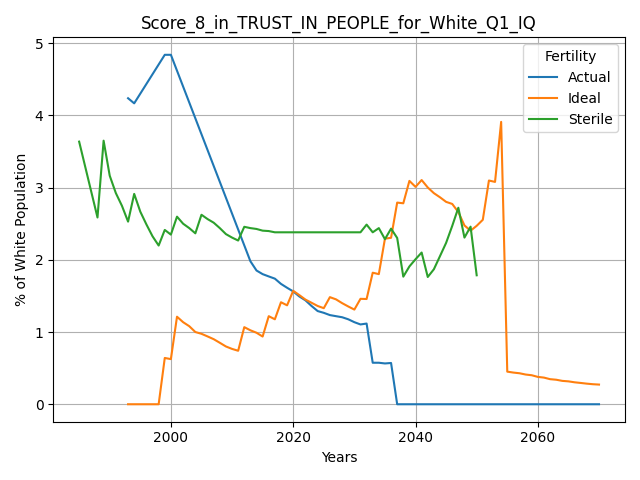 Score_8_in_TRUST_IN_PEOPLE_for_White_Q1_IQ
% of White Population
5
4
3
2
1
0
Fertility
Actual
Ideal
Sterile
2000
2020
2040
2060
Years